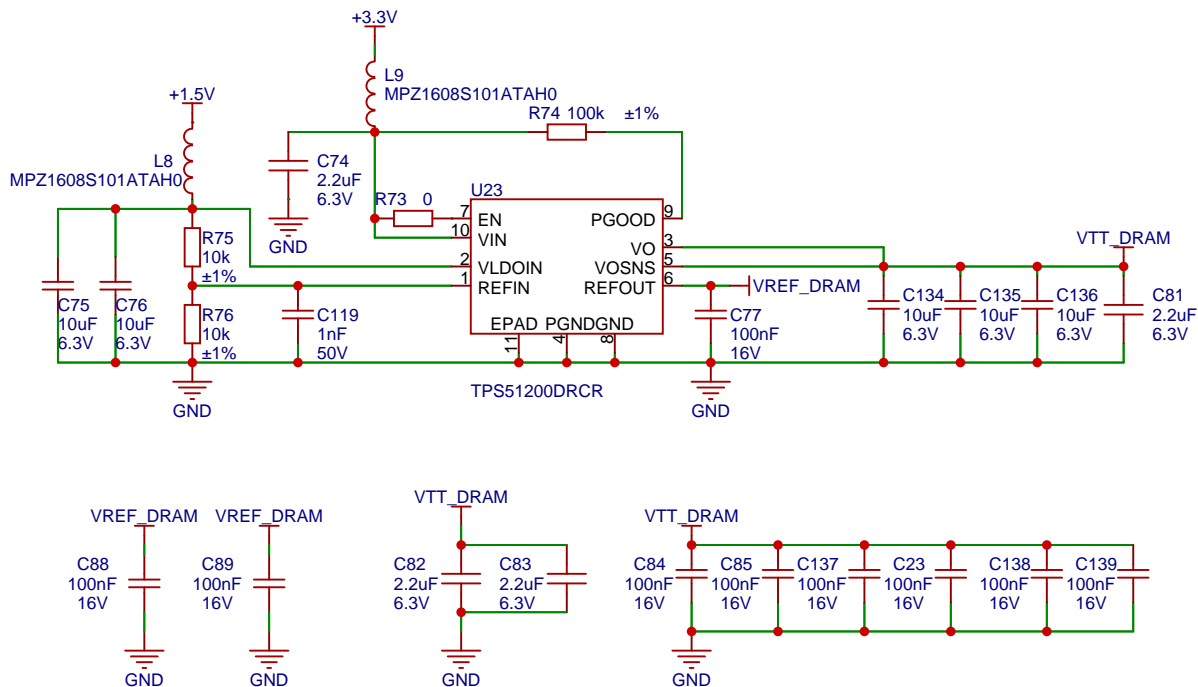 +3.3V
L9
MPZ1608S101ATAH0
+1.5V
L8
MPZ1608S101ATAH0
R74 100k ±1%
C74
2.2uF
6.3V
GND
R73 0
U23
7 EN
10 VIN
2 VLDOIN
1 REFIN
PGOOD 9
VO 3
VOSNS 5
REFOUT 6
EPAD PGND GND
11 4 8
TPS51200DRCR
R75
10k
±1%
R76
10k
±1%
C75
10uF
6.3V
C76
10uF
6.3V
C119
1nF
50V
GND
VREF_DRAM
C77
100nF
16V
GND
VTT_DRAM
C134
10uF
6.3V
C135
10uF
6.3V
C136
10uF
6.3V
C81
2.2uF
6.3V
VREF_DRAM
C88
100nF
16V
GND
VREF_DRAM
C89
100nF
16V
GND
VTT_DRAM
C82
2.2uF
6.3V
C83
2.2uF
6.3V
GND
VTT_DRAM
C84
100nF
16V
C85
100nF
16V
C137
100nF
16V
C23
100nF
16V
C138
100nF
16V
C139
100nF
16V
GND